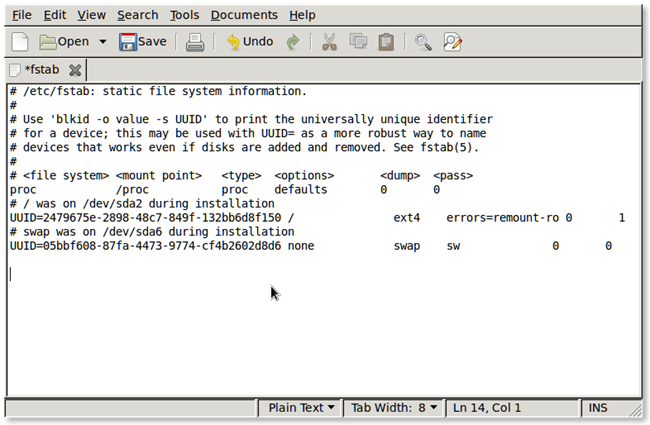 File Edit View Search Tools Documents Help
Open Save Undo
*fstab
# /etc/fstab: static file system information.
#
# Use 'blkid -o value -s UUID' to print the universally unique identifier
# for a device; this may be used with UUID= as a more robust way to name
# devices that works even if disks are added and removed. See fstab(5).
#
# <file system> <mount point>   <type>  <options>       <dump>  <pass>
proc            /proc           proc    defaults        0       0
# / was on /dev/sda2 during installation
UUID=2479675e-2898-48c7-849f-132bb6d8f150 /               ext4    errors=remount-ro 0       1
# swap was on /dev/sda6 during installation
UUID=05bbf608-87fa-4473-9774-cf4b2602d8d6 none            swap    sw              0       0
Plain Text Tab Width: 8 Ln 14, Col 1 INS